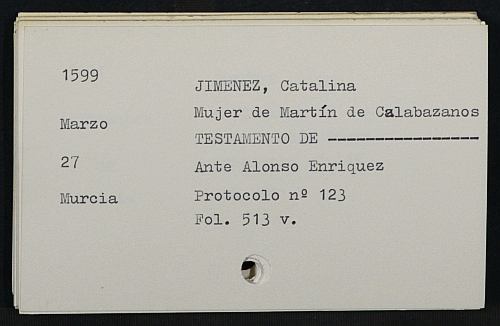 1599
JIMENEZ, Catalina
Mujer de Martín de Calabazanos
Marzo
TESTAMENTO DE ----------------
27
Ante Alonso Enriquez
Murcia
Protocolo nº 123
Fol. 513 v.